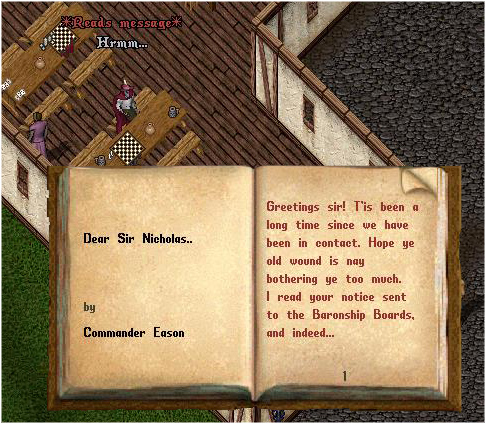 *Reads message*
Hrmm...
Dear Sir Nicholas..
by
Commander Eason
Greetings sir! T'is been a
long time since we have
been in contact. Hope ye
old wound is nay
bothering ye too much.
I read your notice sent
to the Baronship Boards,
and indeed...
1